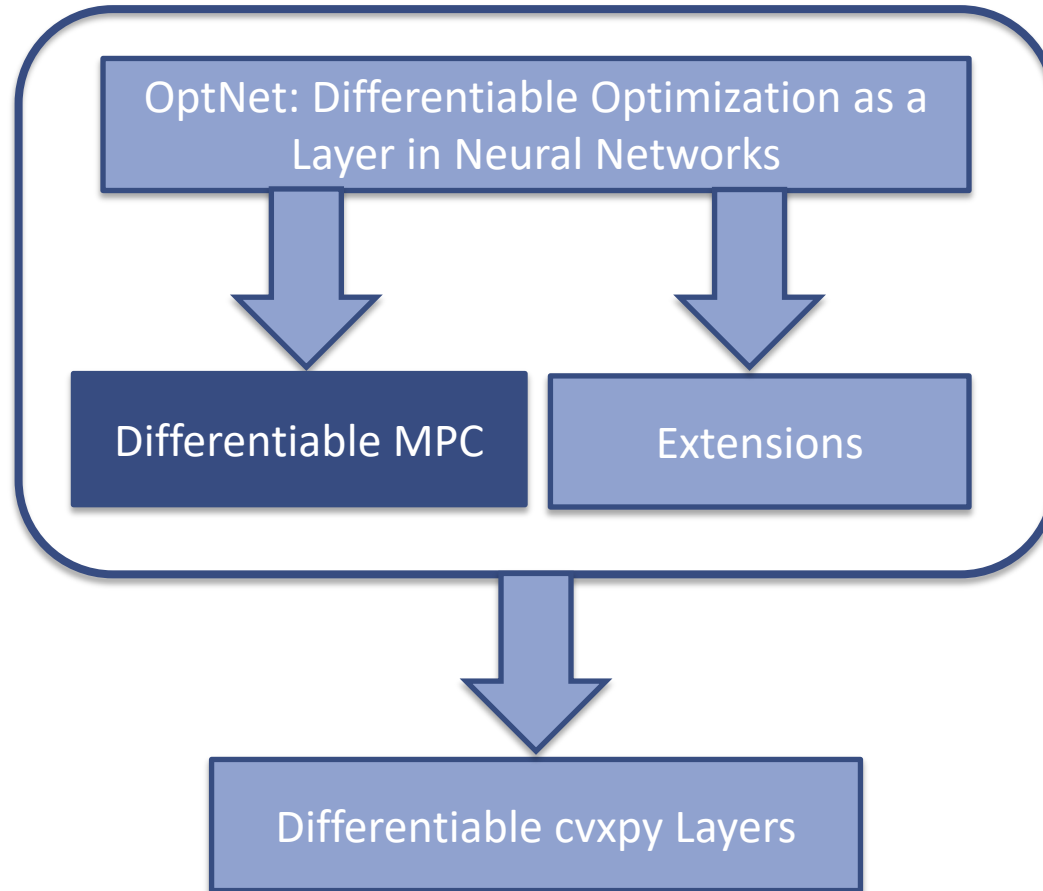 OptNet: Differentiable Optimization as a
Layer in Neural Networks
Differentiable MPC
Extensions
Differentiable cvxpy Layers